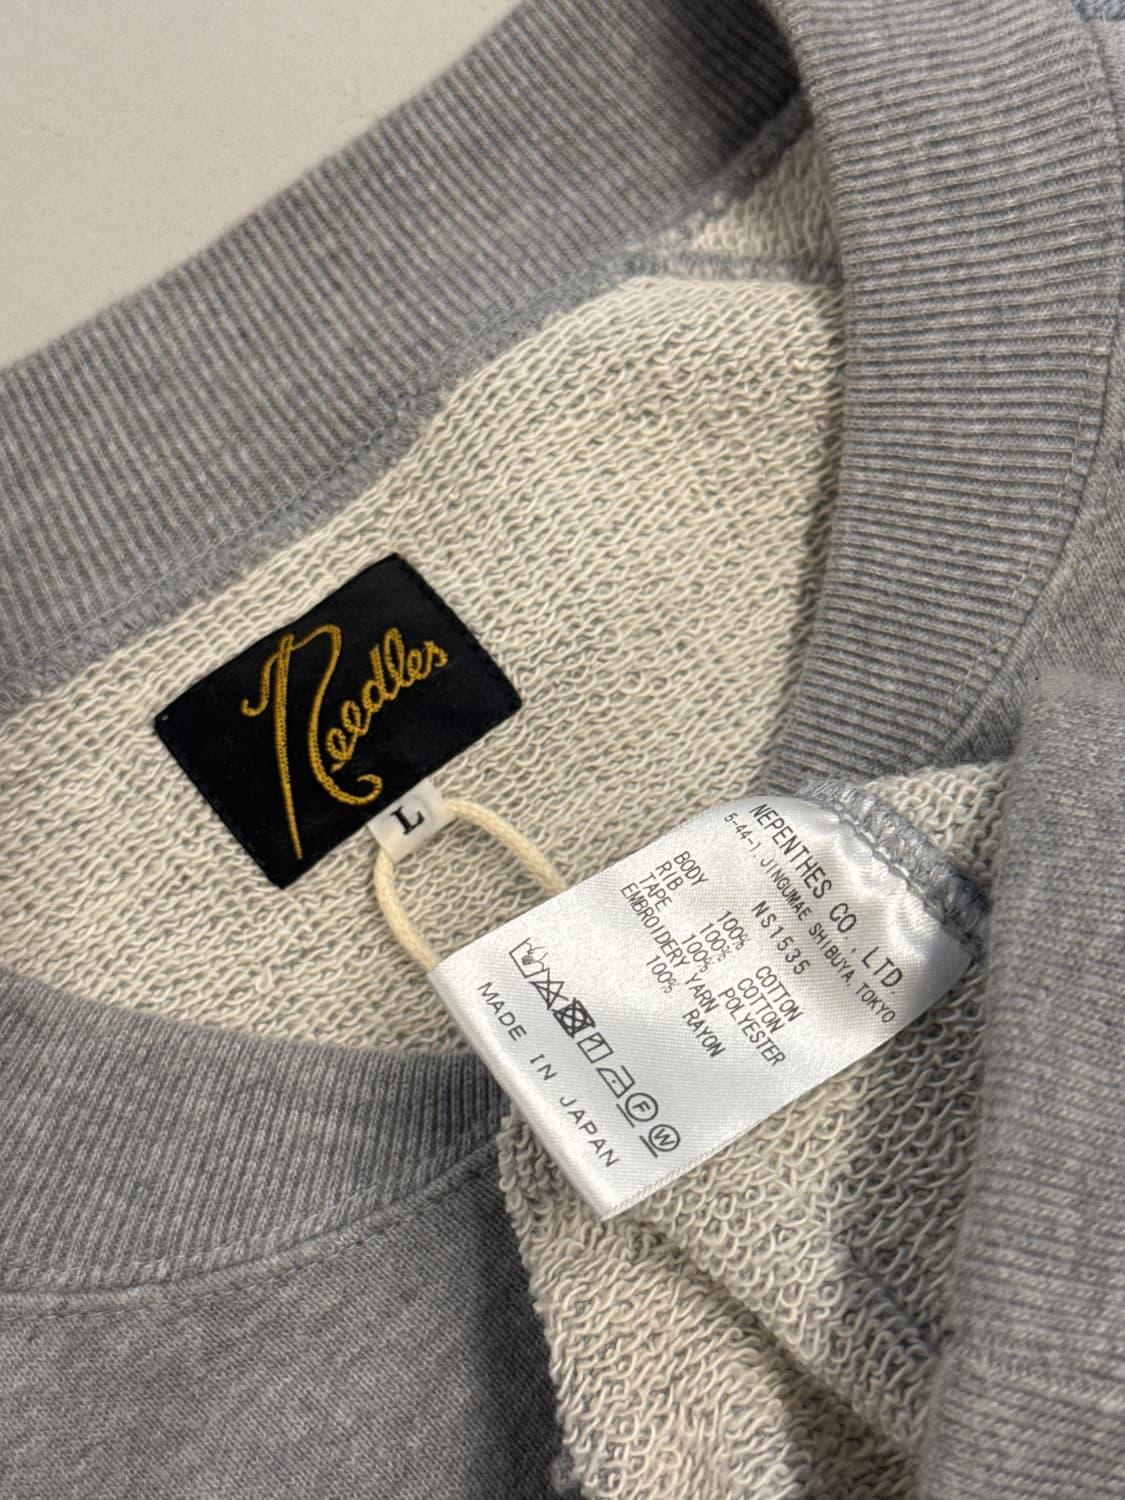 Needles
L
NEPENTHES CO.,LTD
5-44-1, JINGUMAE SHIBUYA, TOKYO
NS1535
BODY 100% COTTON
RIB 100% COTTON
TAPE 100% POLYESTER
EMBROIDERY YARN
100% RAYON
F W
MADE IN JAPAN